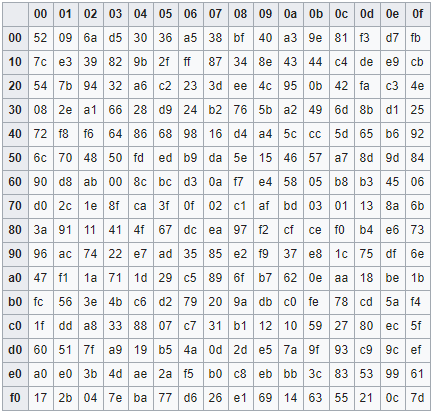 00 01 02 03 04 05 06 07 08 09 0a 0b 0c 0d 0e 0f
00 52 09 6a d5 30 36 a5 38 bf 40 a3 9e 81 f3 d7 fb
10 7c e3 39 82 9b 2f ff 87 34 8e 43 44 c4 de e9 cb
20 54 7b 94 32 a6 c2 23 3d ee 4c 95 0b 42 fa c3 4e
30 08 2e a1 66 28 d9 24 b2 76 5b a2 49 6d 8b d1 25
40 72 f8 f6 64 86 68 98 16 d4 a4 5c cc 5d 65 b6 92
50 6c 70 48 50 fd ed b9 da 5e 15 46 57 a7 8d 9d 84
60 90 d8 ab 00 8c bc d3 0a f7 e4 58 05 b8 b3 45 06
70 d0 2c 1e 8f ca 3f 0f 02 c1 af bd 03 01 13 8a 6b
80 3a 91 11 41 4f 67 dc ea 97 f2 cf ce f0 b4 e6 73
90 96 ac 74 22 e7 ad 35 85 e2 f9 37 e8 1c 75 df 6e
a0 47 f1 1a 71 1d 29 c5 89 6f b7 62 0e aa 18 be 1b
b0 fc 56 3e 4b c6 d2 79 20 9a db c0 fe 78 cd 5a f4
c0 1f dd a8 33 88 07 c7 31 b1 12 10 59 27 80 ec 5f
d0 60 51 7f a9 19 b5 4a 0d 2d e5 7a 9f 93 c9 9c ef
e0 a0 e0 3b 4d ae 2a f5 b0 c8 eb bb 3c 83 53 99 61
f0 17 2b 04 7e ba 77 d6 26 e1 69 14 63 55 21 0c 7d